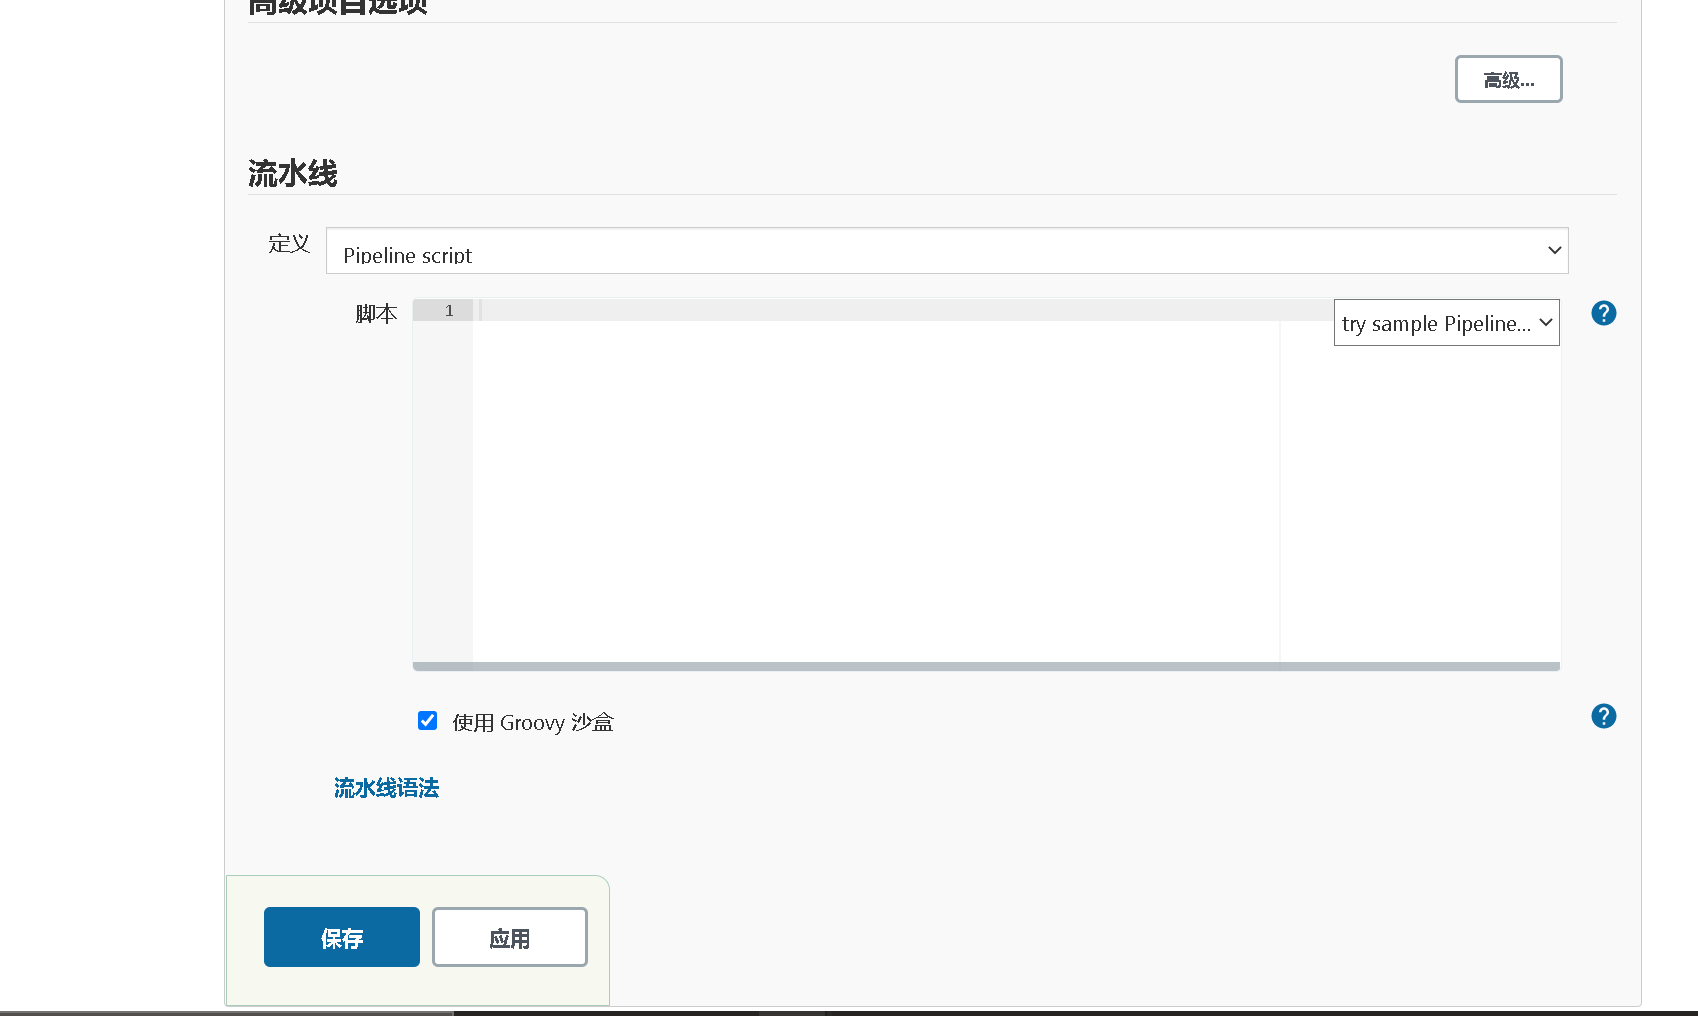 高级项目选项
高级...
流水线
定义
Pipeline script
脚本
1
try sample Pipeline...
?
使用 Groovy 沙盒
?
流水线语法
保存
应用